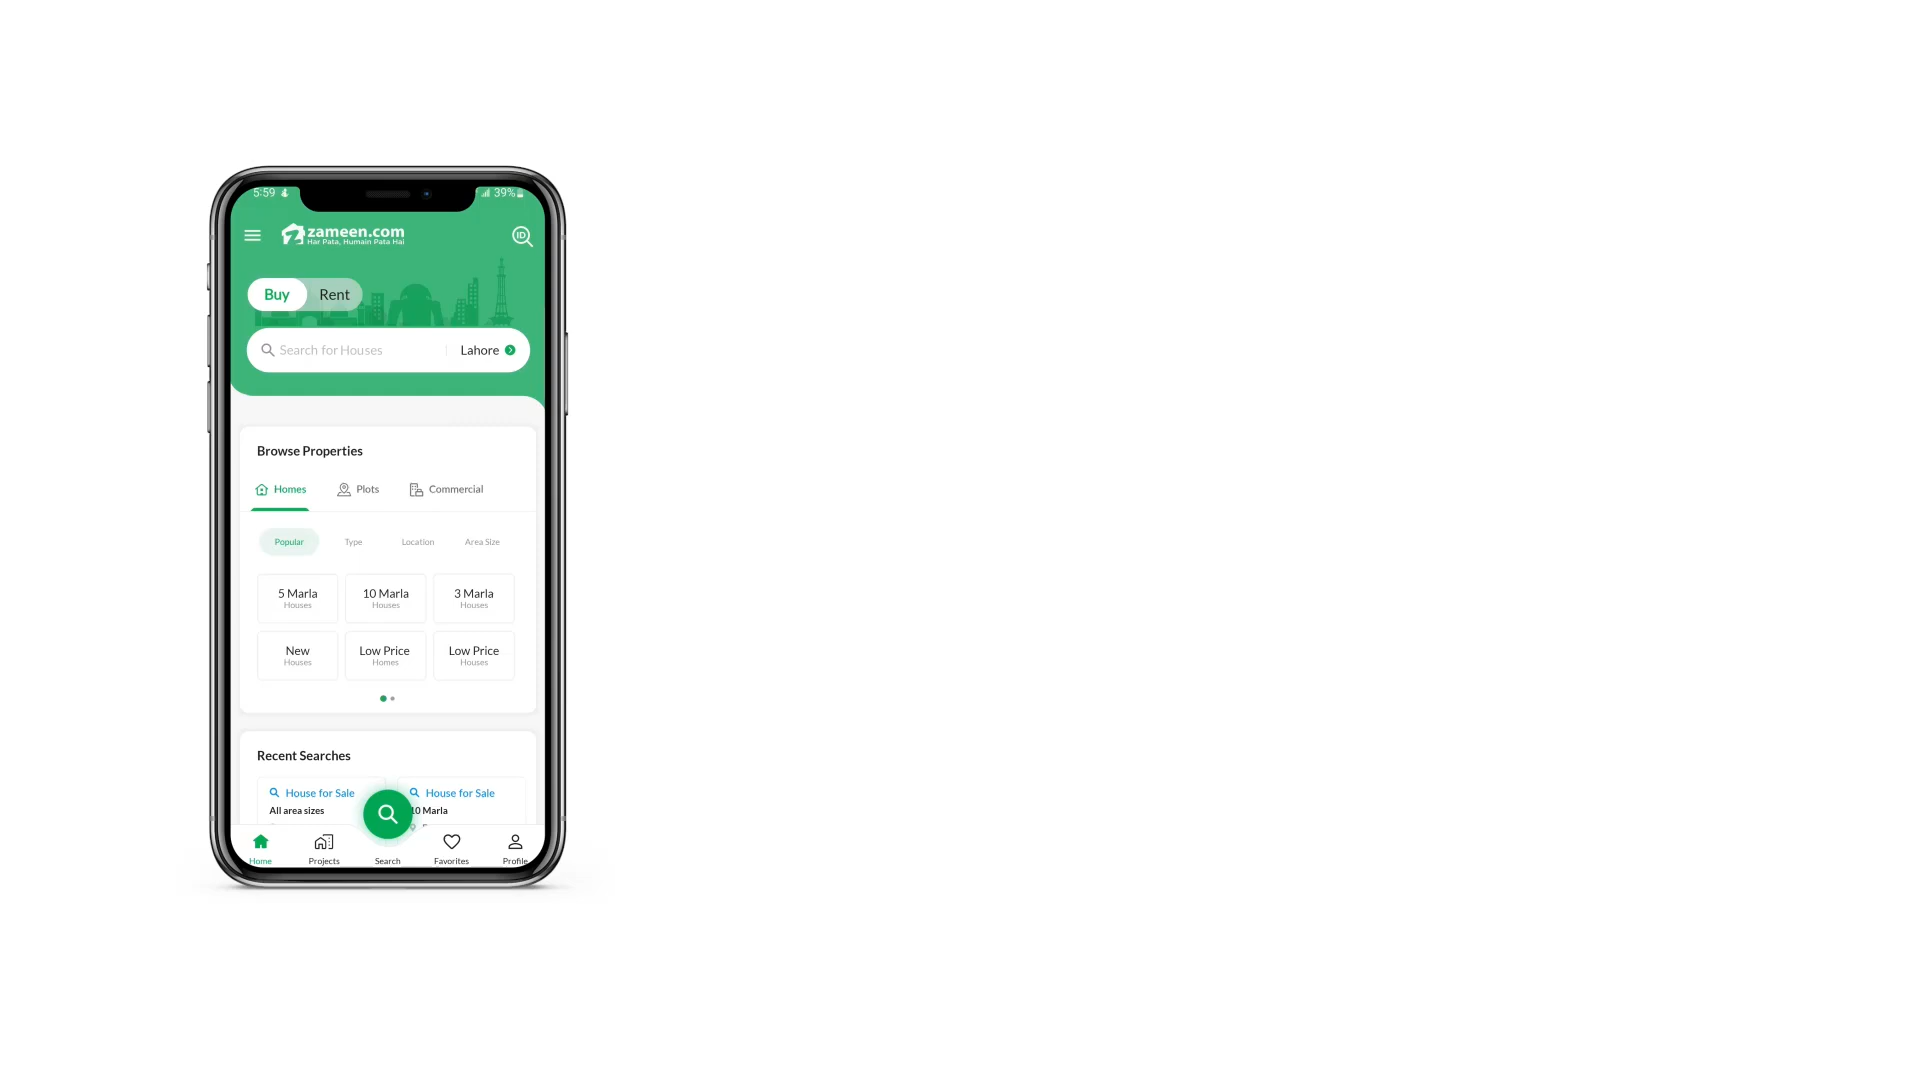 5:59 39%
zameen.com
Har Pata, Humain Pata Hai
ID
Buy Rent
Search for Houses Lahore
Browse Properties
Homes Plots Commercial
Popular Type Location Area Size
5 Marla 10 Marla 3 Marla
Houses Houses Houses
New Low Price Low Price
Houses Homes Houses
Recent Searches
House for Sale House for Sale
All area sizes 10 Marla
Home Projects Search Favorites Profile